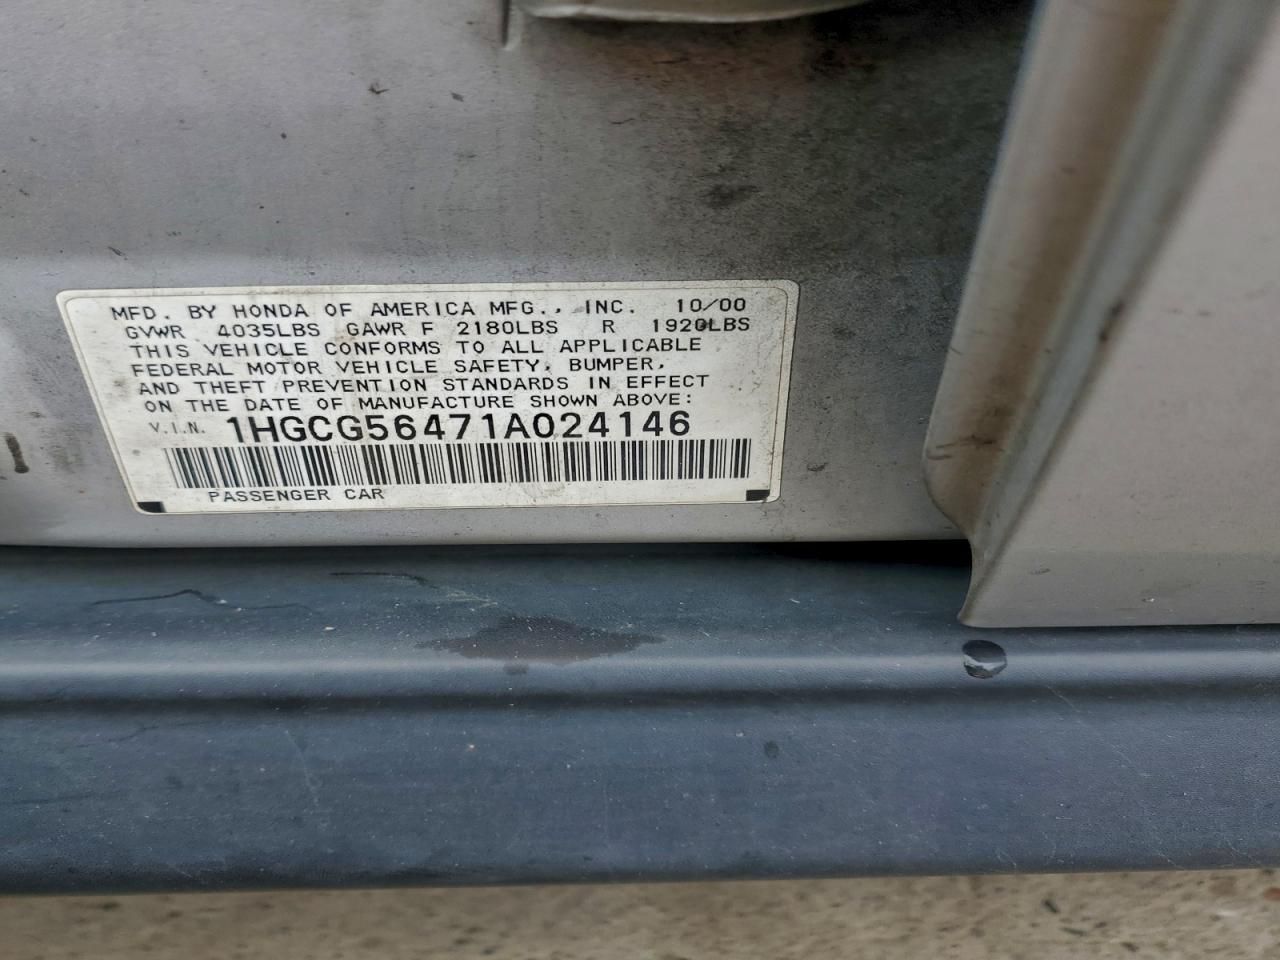 MFD. BY HONDA OF AMERICA MFG., INC. 10/00
GVWR 4035LBS GAWR F 2180LBS R 1920LBS
THIS VEHICLE CONFORMS TO ALL APPLICABLE
FEDERAL MOTOR VEHICLE SAFETY, BUMPER,
AND THEFT PREVENTION STANDARDS IN EFFECT
ON THE DATE OF MANUFACTURE SHOWN ABOVE:
V.I.N. 1HGCG56471A024146
PASSENGER CAR